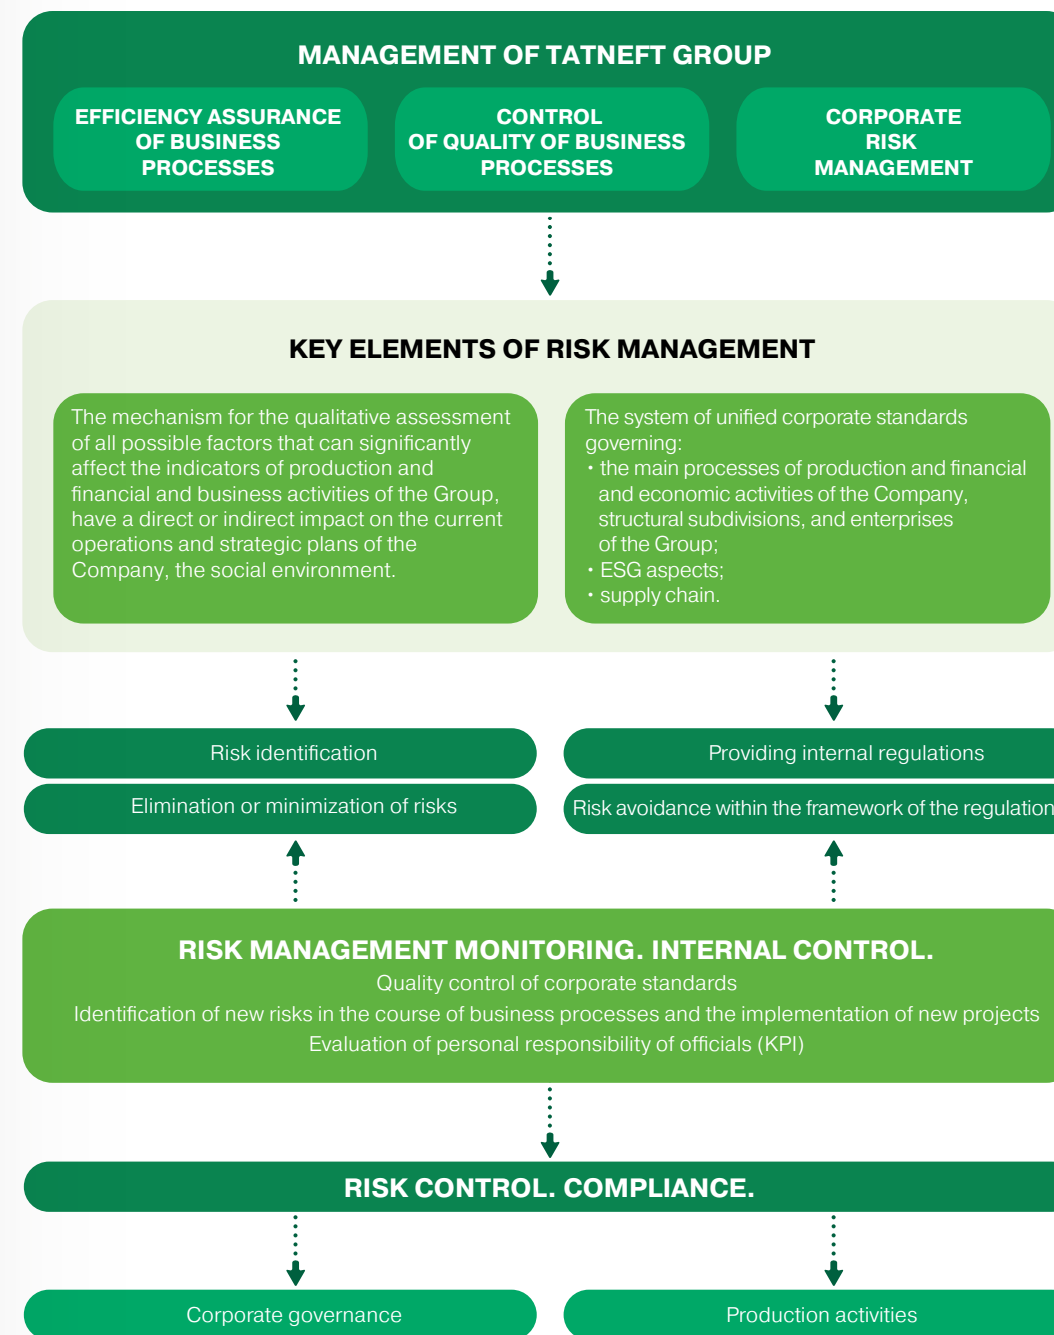 MANAGEMENT OF TATNEFT GROUP
EFFICIENCY ASSURANCE
OF BUSINESS
PROCESSES
CONTROL
OF QUALITY OF BUSINESS
PROCESSES
CORPORATE
RISK
MANAGEMENT
KEY ELEMENTS OF RISK MANAGEMENT
The mechanism for the qualitative assessment
of all possible factors that can significantly
affect the indicators of production and
financial and business activities of the Group,
have a direct or indirect impact on the current
operations and strategic plans of the
Company, the social environment.
The system of unified corporate standards
governing:
• the main processes of production and financial
and economic activities of the Company,
structural subdivisions, and enterprises
of the Group;
• ESG aspects;
• supply chain.
Risk identification
Providing internal regulations
Elimination or minimization of risks
Risk avoidance within the framework of the regulation
RISK MANAGEMENT MONITORING. INTERNAL CONTROL.
Quality control of corporate standards
Identification of new risks in the course of business processes and the implementation of new projects
Evaluation of personal responsibility of officials (KPI)
RISK CONTROL. COMPLIANCE.
Corporate governance
Production activities